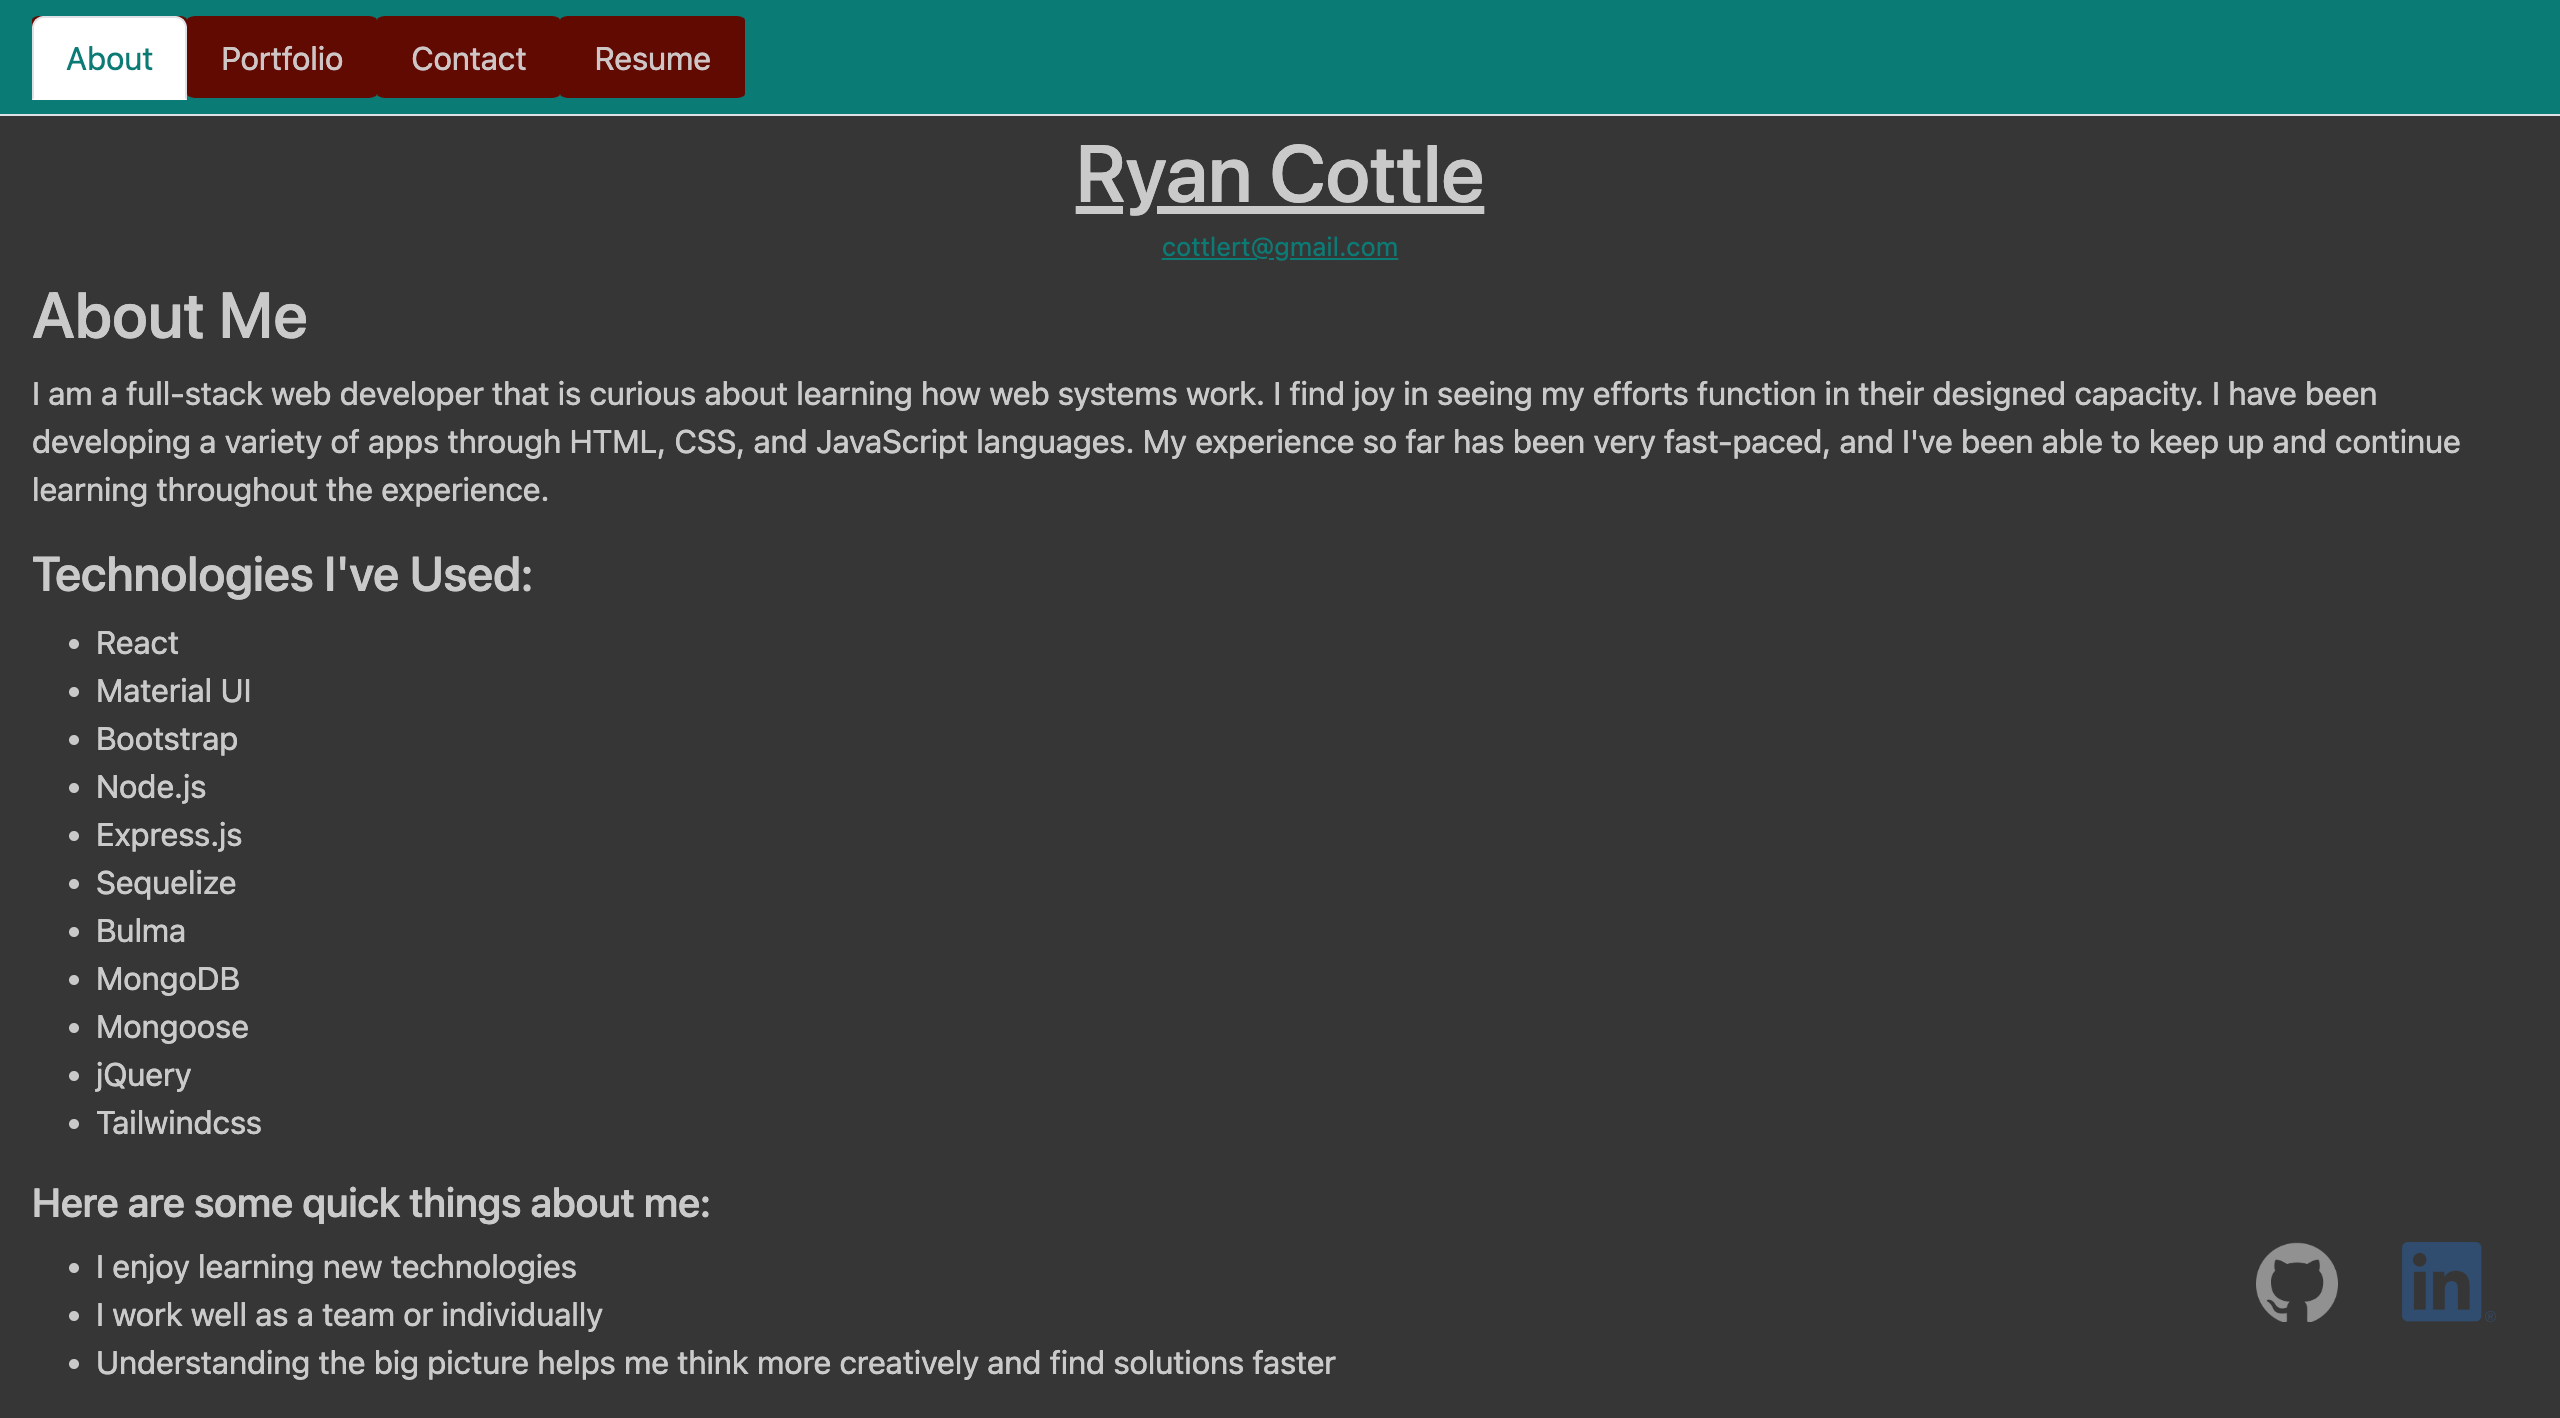 About Portfolio Contact Resume
Ryan Cottle
cottlert@gmail.com
About Me
I am a full-stack web developer that is curious about learning how web systems work. I find joy in seeing my efforts function in their designed capacity. I have been
developing a variety of apps through HTML, CSS, and JavaScript languages. My experience so far has been very fast-paced, and I've been able to keep up and continue
learning throughout the experience.
Technologies I've Used:
• React
• Material UI
• Bootstrap
• Node.js
• Express.js
• Sequelize
• Bulma
• MongoDB
• Mongoose
• jQuery
• Tailwindcss
Here are some quick things about me:
• I enjoy learning new technologies
• I work well as a team or individually
• Understanding the big picture helps me think more creatively and find solutions faster
in®